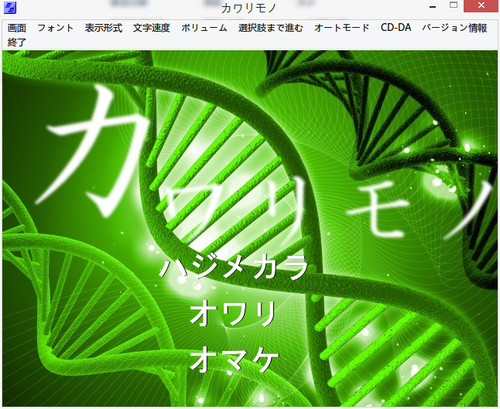 カワリモノ
画面 フォント 表示形式 文字速度 ボリューム 選択肢まで進む オートモード CD-DA バージョン情報
終了
カワリモノ
ハジメカラ
オワリ
オマケ